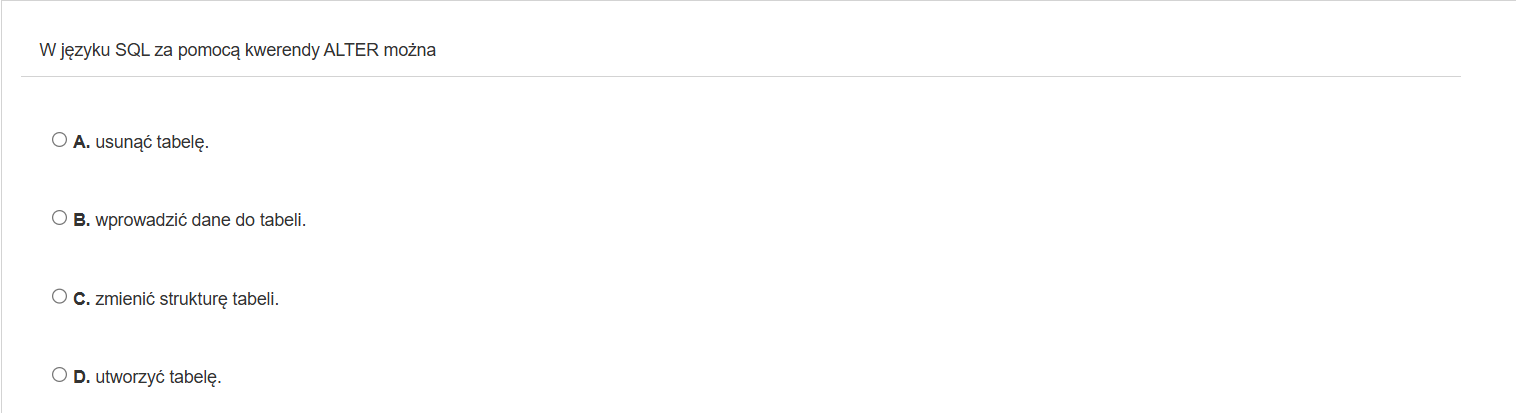 W języku SQL za pomocą kwerendy ALTER można
A. usunąć tabelę.
B. wprowadzić dane do tabeli.
C. zmienić strukturę tabeli.
D. utworzyć tabelę.